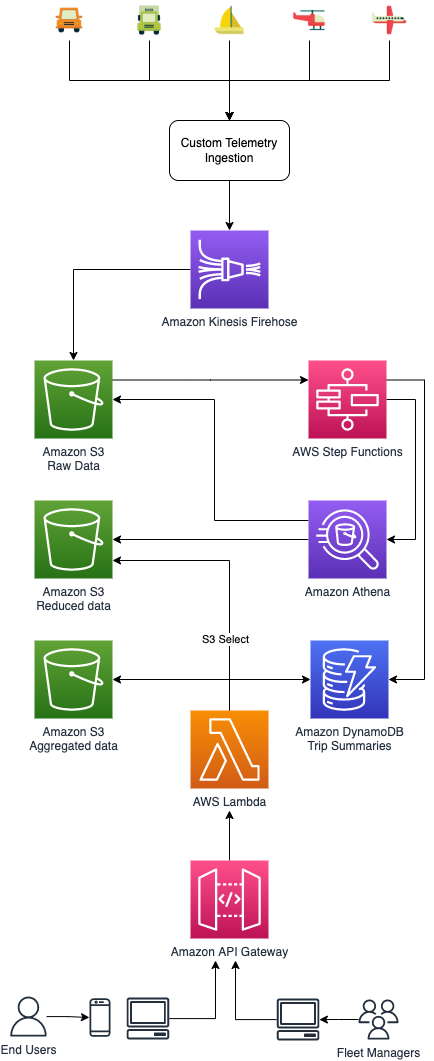 Custom Telemetry
Ingestion
Amazon Kinesis Firehose
Amazon S3
Raw Data
AWS Step Functions
Amazon S3
Reduced data
Amazon Athena
S3 Select
Amazon S3
Aggregated data
Amazon DynamoDB
Trip Summaries
AWS Lambda
</>
Amazon API Gateway
End Users
Fleet Managers